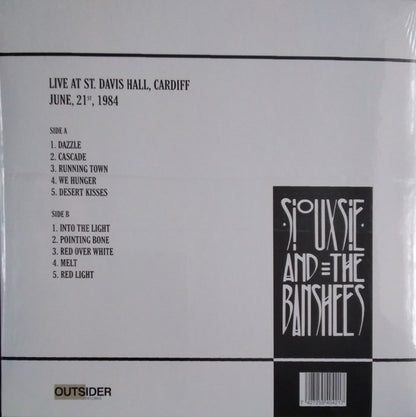 LIVE AT ST. DAVIS HALL, CARDIFF
JUNE, 21st, 1984
SIDE A
1. DAZZLE
2. CASCADE
3. RUNNING TOWN
4. WE HUNGER
5. DESERT KISSES
SIDE B
1. INTO THE LIGHT
2. POINTING BONE
3. RED OVER WHITE
4. MELT
5. RED LIGHT
SIOUXSIE
AND THE
BANSHEES
OUTSIDER